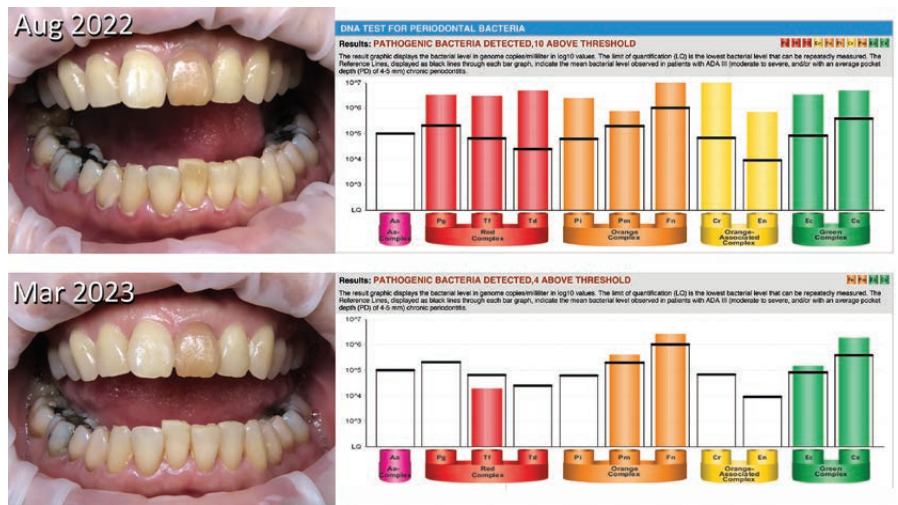 Aug 2022
DNA TEST FOR PERIODONTAL BACTERIA
Results: PATHOGENIC BACTERIA DETECTED,10 ABOVE THRESHOLD
The result graphic displays the bacterial level in genome copies/milliliter in log10 values. The limit of quantification (LQ) is the lowest bacterial level that can be repeatedly measured. The
Reference Lines, displayed as black lines through each bar graph, indicate the mean bacterial level observed in patients with ADA III (moderate to severe, and/or with an average pocket
depth (PD) of 4-5 mm) chronic periodontitis.
10^7
10^6
10^5
10^4
10^3
LQ
Aa Pg Tf Td Pi Pm Fn Cr En Ec Cs
Aa-Complex
Red Complex
Orange Complex
Orange-Associated Complex
Green Complex
Mar 2023
Results: PATHOGENIC BACTERIA DETECTED,4 ABOVE THRESHOLD
The result graphic displays the bacterial level in genome copies/milliliter in log10 values. The limit of quantification (LQ) is the lowest bacterial level that can be repeatedly measured. The
Reference Lines, displayed as black lines through each bar graph, indicate the mean bacterial level observed in patients with ADA III (moderate to severe, and/or with an average pocket
depth (PD) of 4-5 mm) chronic periodontitis.
10^7
10^6
10^5
10^4
10^3
LQ
Aa Pg Tf Td Pi Pm Fn Cr En Ec Cs
Aa-Complex
Red Complex
Orange Complex
Orange-Associated Complex
Green Complex